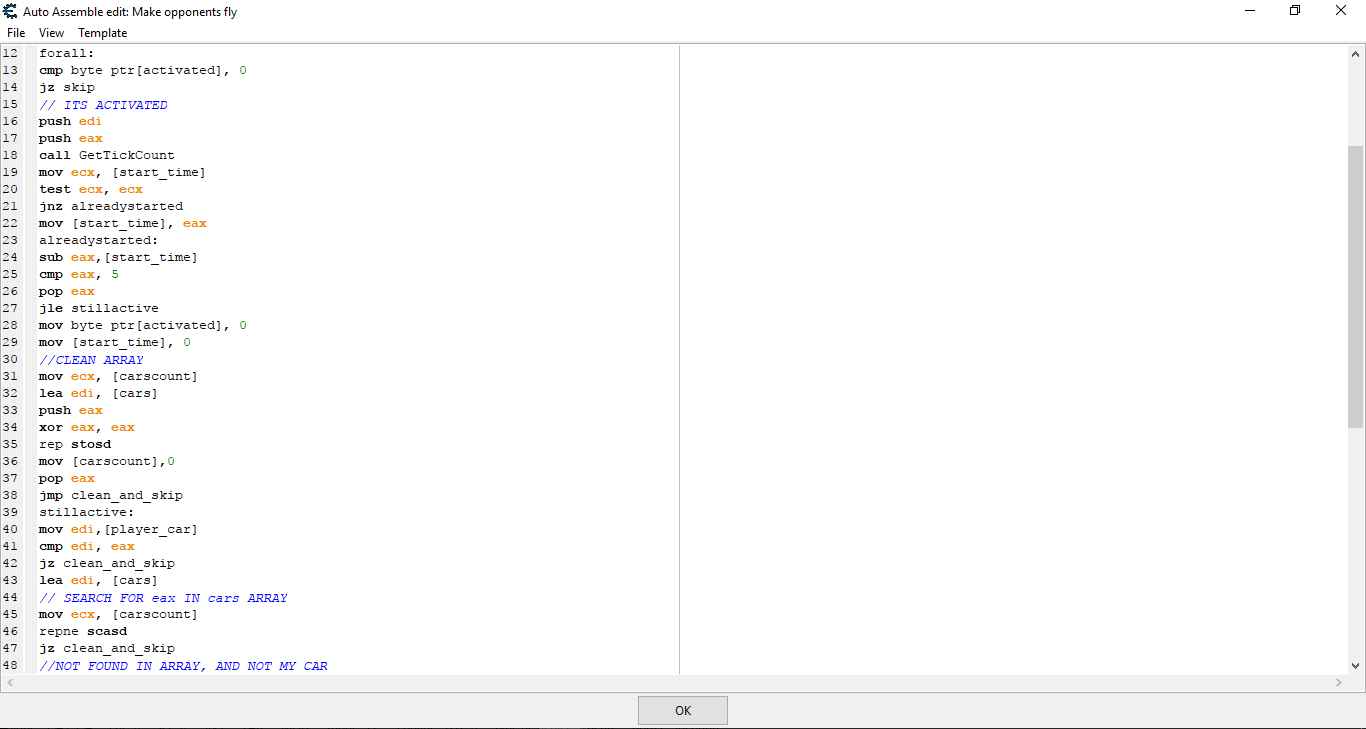 Auto Assemble edit: Make opponents fly
File View Template
12 forall:
13 cmp byte ptr[activated], 0
14 jz skip
15 // ITS ACTIVATED
16 push edi
17 push eax
18 call GetTickCount
19 mov ecx, [start_time]
20 test ecx, ecx
21 jnz alreadystarted
22 mov [start_time], eax
23 alreadystarted:
24 sub eax,[start_time]
25 cmp eax, 5
26 pop eax
27 jle stillactive
28 mov byte ptr[activated], 0
29 mov [start_time], 0
30 //CLEAN ARRAY
31 mov ecx, [carscount]
32 lea edi, [cars]
33 push eax
34 xor eax, eax
35 rep stosd
36 mov [carscount],0
37 pop eax
38 jmp clean_and_skip
39 stillactive:
40 mov edi,[player_car]
41 cmp edi, eax
42 jz clean_and_skip
43 lea edi, [cars]
44 // SEARCH FOR eax IN cars ARRAY
45 mov ecx, [carscount]
46 repne scasd
47 jz clean_and_skip
48 //NOT FOUND IN ARRAY, AND NOT MY CAR
OK